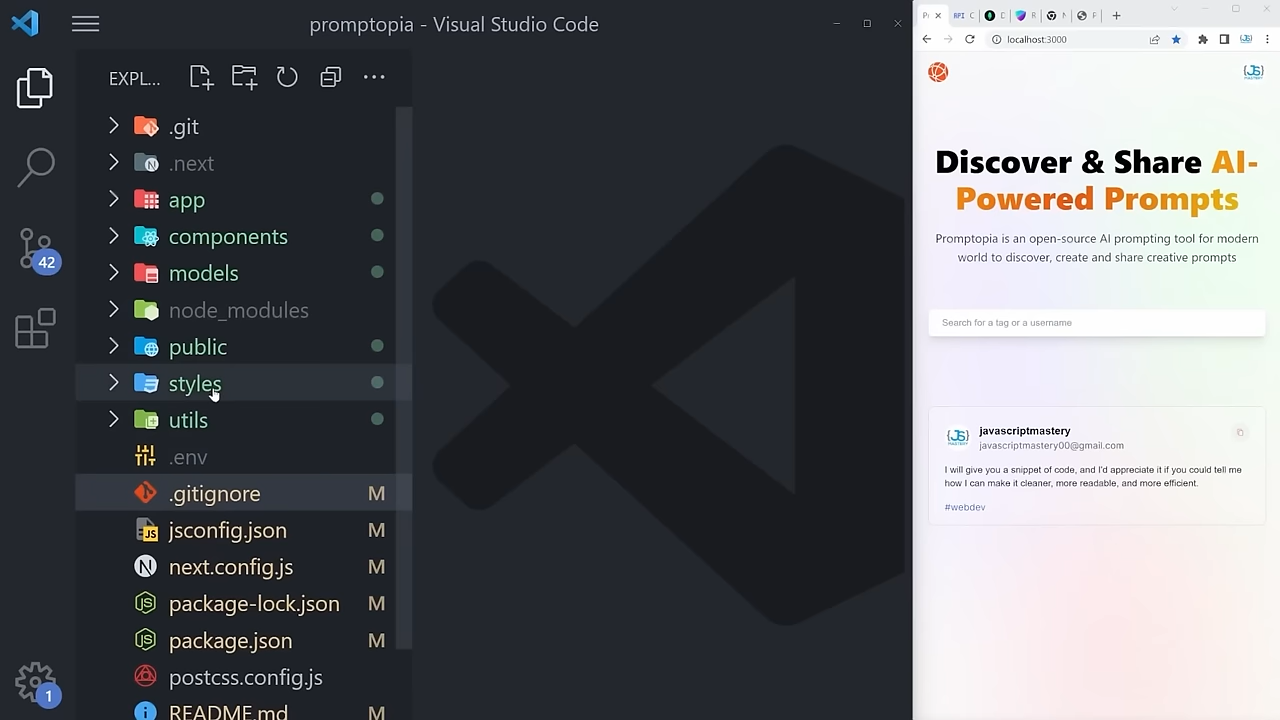 promptopia - Visual Studio Code
EXPL...
.git
.next
app
components
models
node_modules
public
styles
utils
.env
.gitignore M
jsconfig.json M
next.config.js M
package-lock.json M
package.json M
postcss.config.js
README.md M
42
1
localhost:3000
Discover & Share AI-
Powered Prompts
Promptopia is an open-source AI prompting tool for modern
world to discover, create and share creative prompts
Search for a tag or a username
javascriptmastery
javascriptmastery00@gmail.com
I will give you a snippet of code, and I'd appreciate it if you could tell me
how I can make it cleaner, more readable, and more efficient.
#webdev